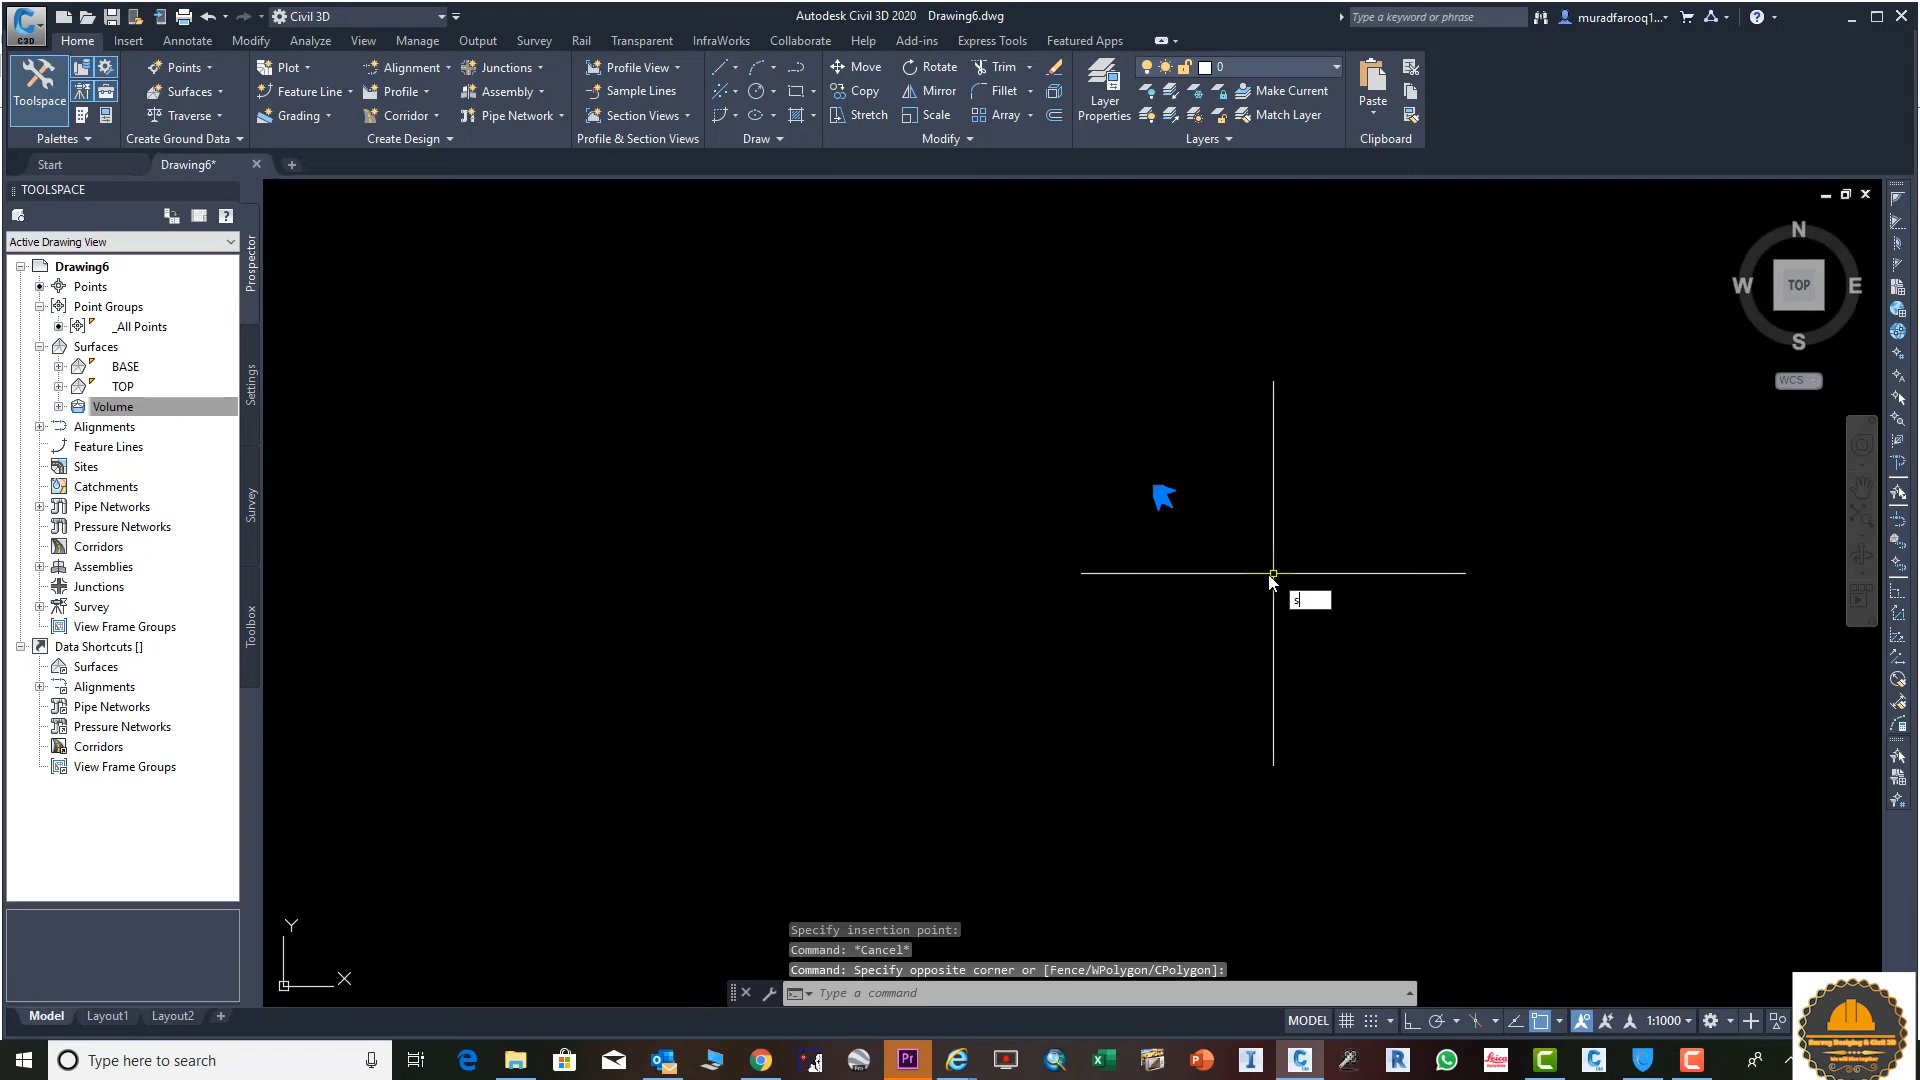 Civil 3D
Autodesk Civil 3D 2020 Drawing6.dwg
Type a keyword or phrase
muradfarooq1...
C3D
Home Insert Annotate Modify Analyze View Manage Output Survey Rail Transparent InfraWorks Collaborate Help Add-ins Express Tools Featured Apps
Toolspace
Points
Surfaces
Traverse
Plot
Feature Line
Grading
Alignment
Profile
Corridor
Junctions
Assembly
Pipe Network
Profile View
Sample Lines
Section Views
Move
Copy
Stretch
Rotate
Mirror
Scale
Trim
Fillet
Array
Layer
Properties
0
Make Current
Match Layer
Paste
Palettes Create Ground Data Create Design Profile & Section Views Draw Modify Layers Clipboard
Start Drawing6*
TOOLSPACE
Active Drawing View
Drawing6
Points
Point Groups
_All Points
Surfaces
BASE
TOP
Volume
Alignments
Feature Lines
Sites
Catchments
Pipe Networks
Pressure Networks
Corridors
Assemblies
Junctions
Survey
View Frame Groups
Data Shortcuts []
Surfaces
Alignments
Pipe Networks
Pressure Networks
Corridors
View Frame Groups
Prospector
Settings
Survey
Toolbox
N
W TOP E
S
WCS
s
Y
X
Specify insertion point:
Command: *Cancel*
Command: Specify opposite corner or [Fence/WPolygon/CPolygon]:
Type a command
Model Layout1 Layout2
MODEL
1:1000
Type here to search
Survey Designing & Civil 3D